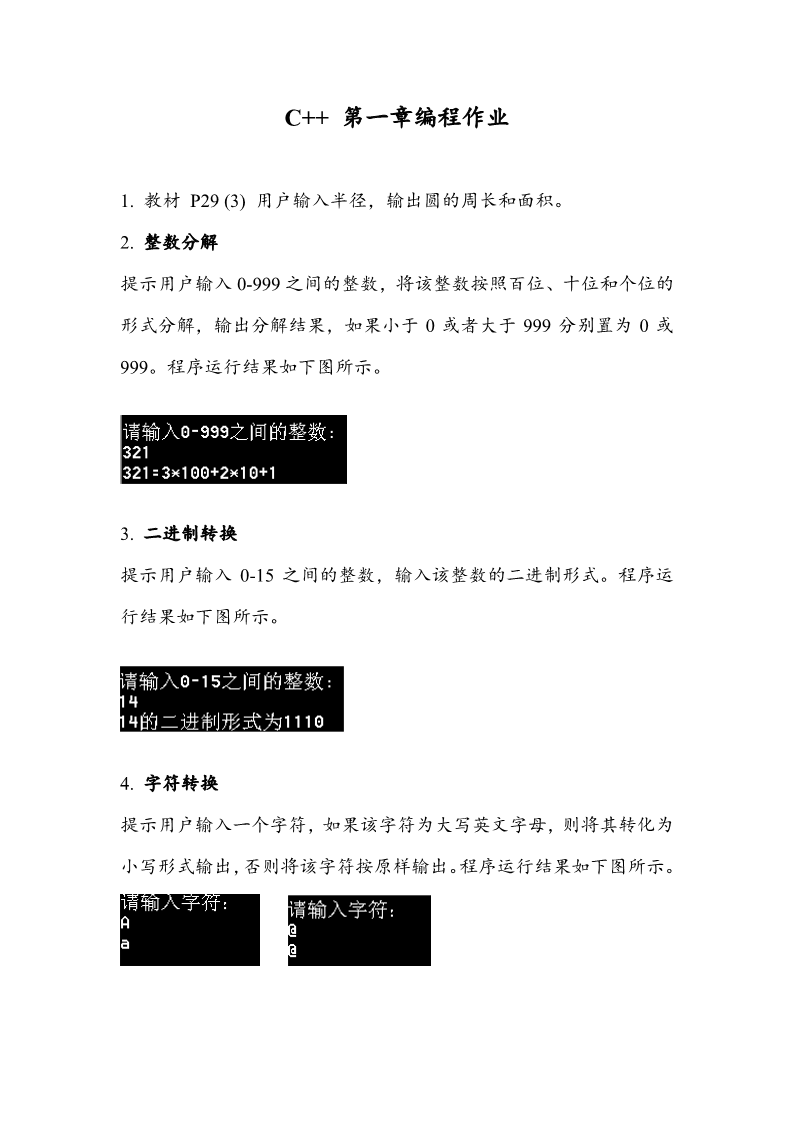 C++ 第一章编程作业
1. 教材 P29 (3) 用户输入半径，输出圆的周长和面积。
2. 整数分解
提示用户输入 0-999 之间的整数，将该整数按照百位、十位和个位的
形式分解，输出分解结果，如果小于 0 或者大于 999 分别置为 0 或
999。程序运行结果如下图所示。
请输入0-999之间的整数：
321
321=3*100+2*10+1
3. 二进制转换
提示用户输入 0-15 之间的整数，输入该整数的二进制形式。程序运
行结果如下图所示。
请输入0-15之间的整数：
14
14的二进制形式为1110
4. 字符转换
提示用户输入一个字符，如果该字符为大写英文字母，则将其转化为
小写形式输出，否则将该字符按原样输出。程序运行结果如下图所示。
请输入字符：
A
a
请输入字符：
@
@